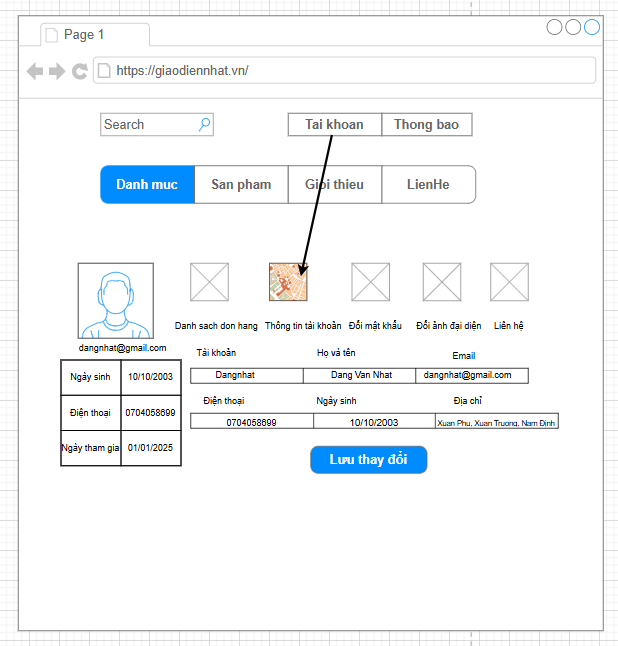 Page 1
https://giaodiennhat.vn/
Search
Tai khoan
Thong bao
Danh muc
San pham
Gioi thieu
LienHe
Danh sach don hang
Thông tin tài khoản
Đổi mật khẩu
Đổi ảnh đại diện
Liên hệ
dangnhat@gmail.com
Tài khoản
Họ và tên
Email
Dangnhat
Dang Van Nhat
dangnhat@gmail.com
Ngày sinh
10/10/2003
Điện thoại
0704058699
Ngày tham gia
01/01/2025
Điện thoại
Ngày sinh
Địa chỉ
0704058699
10/10/2003
Xuan Phu, Xuan Truong, Nam Định
Lưu thay đổi